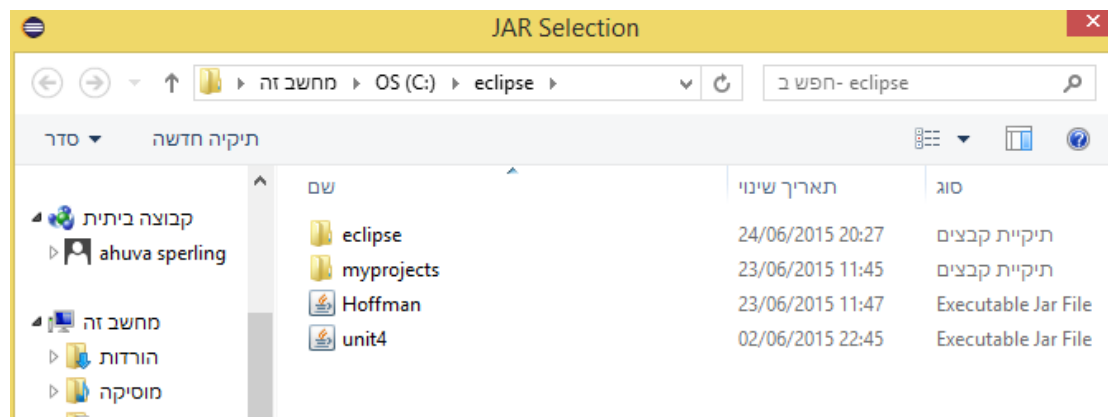 JAR Selection
מחשב זה OS (C:) eclipse
חפש ב- eclipse
סדר תיקיה חדשה
שם תאריך שינוי סוג
קבוצה ביתית
ahuva sperling
מחשב זה
הורדות
מוסיקה
eclipse 24/06/2015 20:27 תיקיית קבצים
myprojects 23/06/2015 11:45 תיקיית קבצים
Hoffman 23/06/2015 11:47 Executable Jar File
unit4 02/06/2015 22:45 Executable Jar File